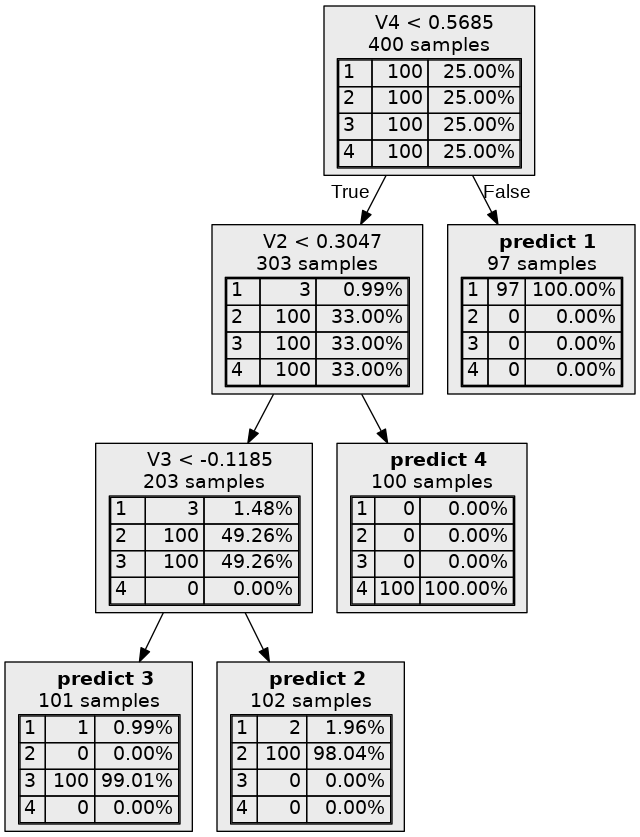 V4 < 0.5685
400 samples
1 100 25.00%
2 100 25.00%
3 100 25.00%
4 100 25.00%
True
False
V2 < 0.3047
303 samples
1 3 0.99%
2 100 33.00%
3 100 33.00%
4 100 33.00%
predict 1
97 samples
1 97 100.00%
2 0 0.00%
3 0 0.00%
4 0 0.00%
V3 < -0.1185
203 samples
1 3 1.48%
2 100 49.26%
3 100 49.26%
4 0 0.00%
predict 4
100 samples
1 0 0.00%
2 0 0.00%
3 0 0.00%
4 100 100.00%
predict 3
101 samples
1 1 0.99%
2 0 0.00%
3 100 99.01%
4 0 0.00%
predict 2
102 samples
1 2 1.96%
2 100 98.04%
3 0 0.00%
4 0 0.00%